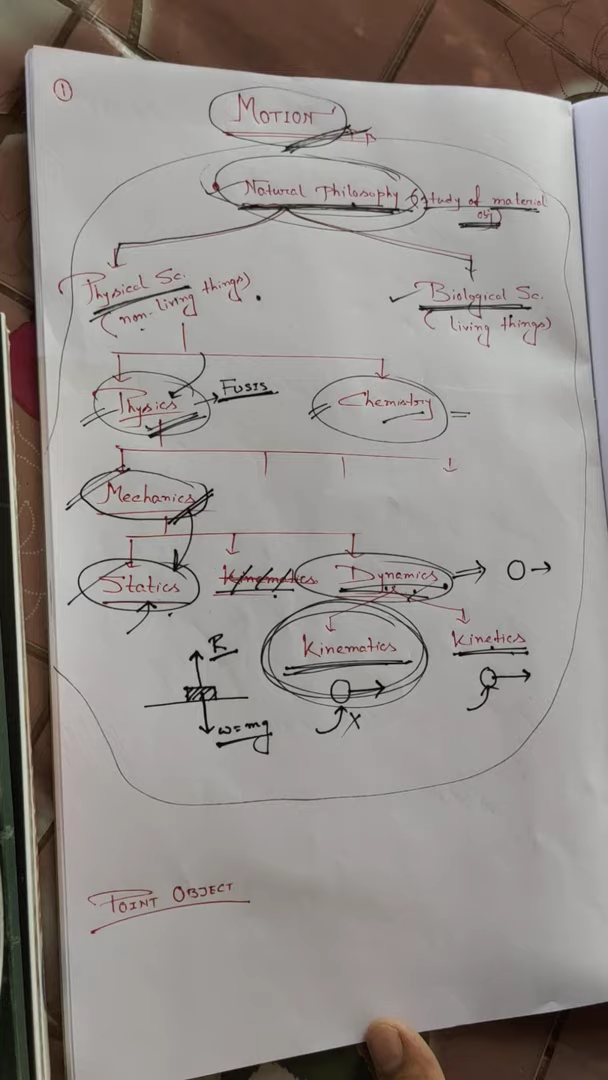 1
MOTION
Natural Philosophy
Study of material
obj
Physical Sc.
(non-living things).
Biological Sc.
(living things)
Physics
Fusis
Chemistry
Mechanics
Statics
Kinematics
Dynamics
Kinematics
Kinetics
R
w=mg
X
POINT OBJECT